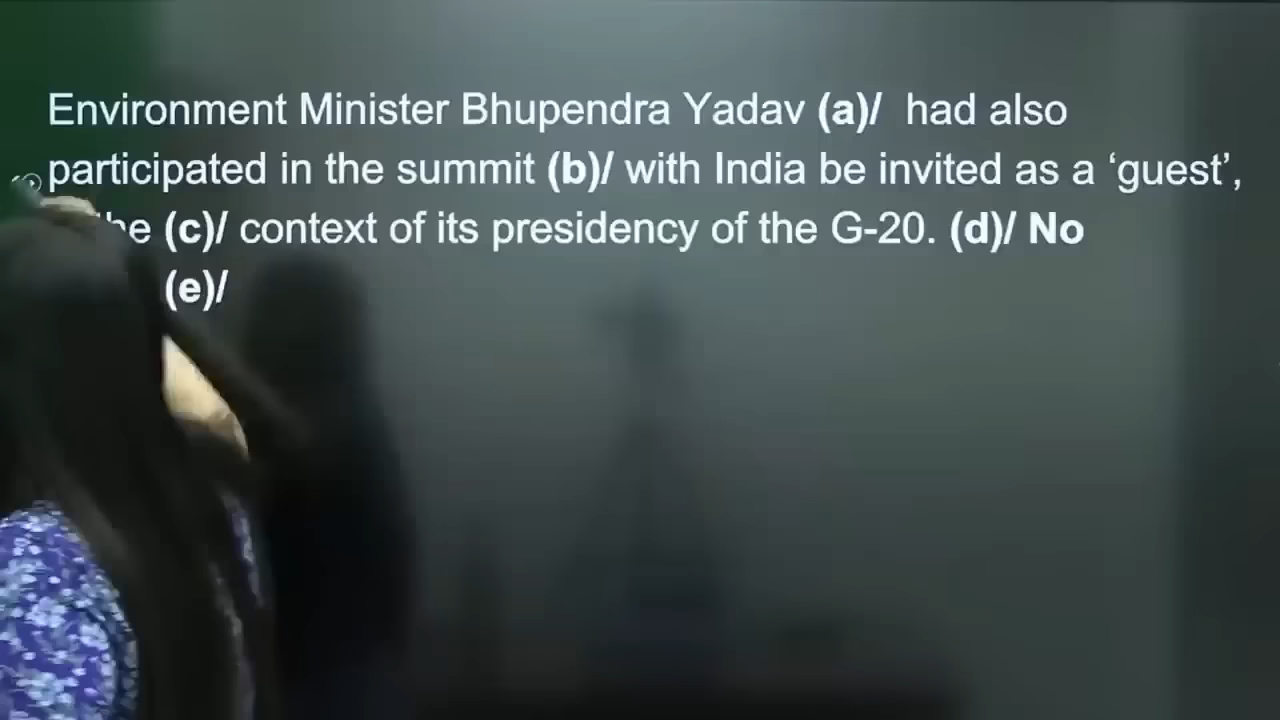 Environment Minister Bhupendra Yadav (a)/ had also
participated in the summit (b)/ with India be invited as a ‘guest’,
(c)/ context of its presidency of the G-20. (d)/ No
(e)/